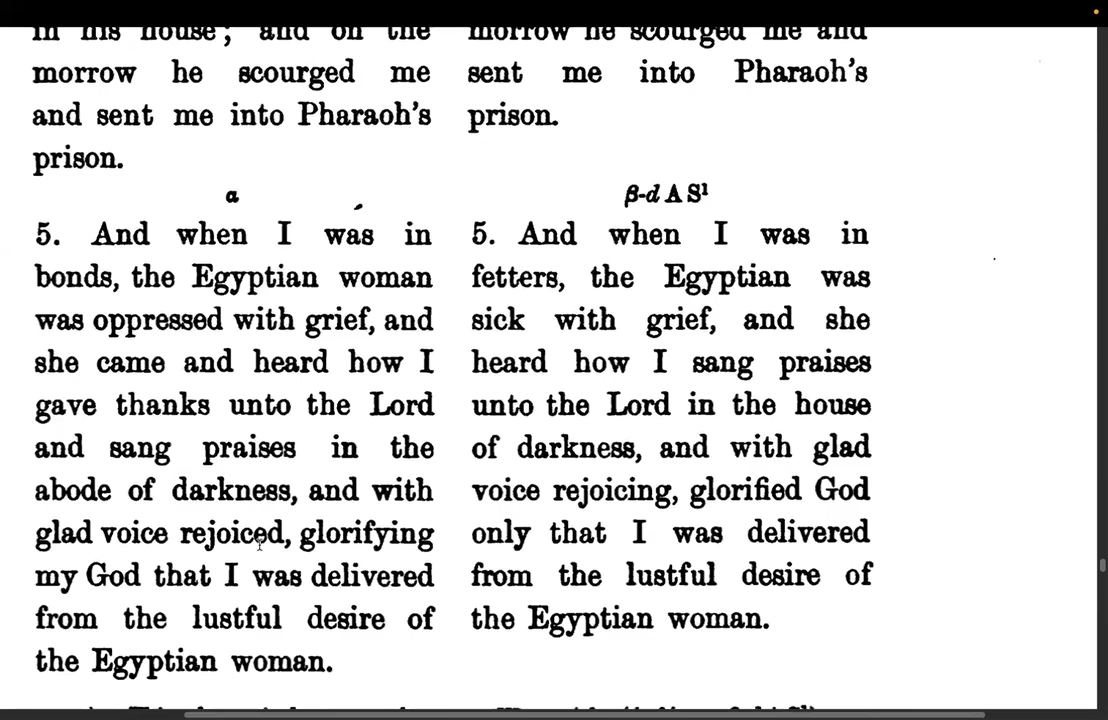 in his house; and on the
morrow he scourged me
and sent me into Pharaoh's
prison.
α
5. And when I was in
bonds, the Egyptian woman
was oppressed with grief, and
she came and heard how I
gave thanks unto the Lord
and sang praises in the
abode of darkness, and with
glad voice rejoiced, glorifying
my God that I was delivered
from the lustful desire of
the Egyptian woman.
morrow he scourged me and
sent me into Pharaoh's
prison.
β-d A S¹
5. And when I was in
fetters, the Egyptian was
sick with grief, and she
heard how I sang praises
unto the Lord in the house
of darkness, and with glad
voice rejoicing, glorified God
only that I was delivered
from the lustful desire of
the Egyptian woman.